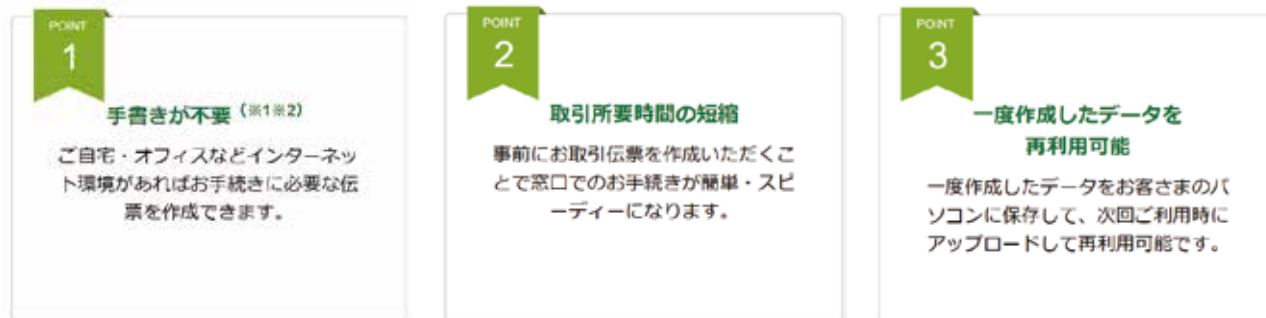 POINT
1
手書きが不要（※1※2）
ご自宅・オフィスなどインターネッ
ト環境があればお手続きに必要な伝
票を作成できます。
POINT
2
取引所要時間の短縮
事前にお取引伝票を作成いただくこ
とで窓口でのお手続きが簡単・スピ
ーディーになります。
POINT
3
一度作成したデータを
再利用可能
一度作成したデータをお客さまのパ
ソコンに保存して、次回ご利用時に
アップロードして再利用可能です。